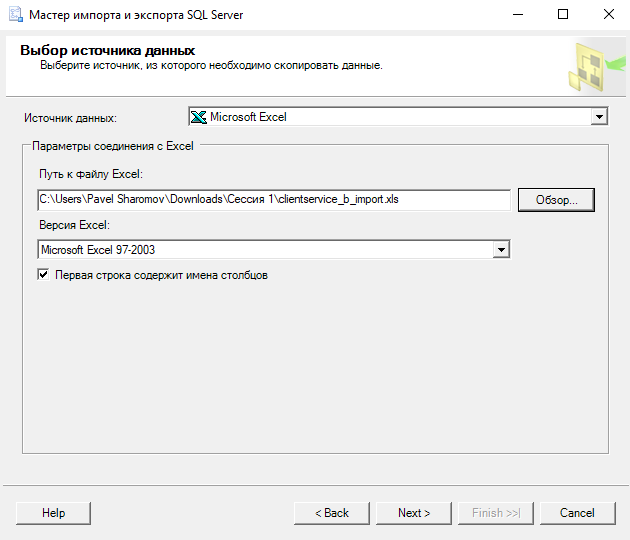 Мастер импорта и экспорта SQL Server
Выбор источника данных
Выберите источник, из которого необходимо скопировать данные.
Источник данных:
Microsoft Excel
Параметры соединения с Excel
Путь к файлу Excel:
C:\Users\Pavel Sharomov\Downloads\Сессия 1\clientservice_b_import.xls
Обзор...
Версия Excel:
Microsoft Excel 97-2003
Первая строка содержит имена столбцов
Help
< Back
Next >
Finish >>|
Cancel